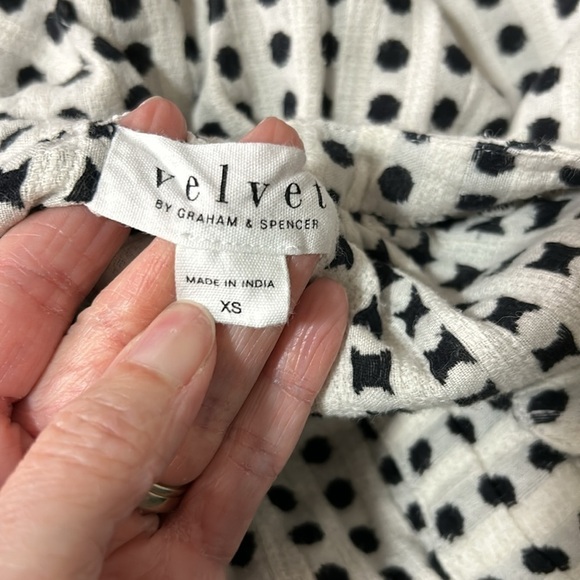 velvet
BY GRAHAM & SPENCER
MADE IN INDIA
XS